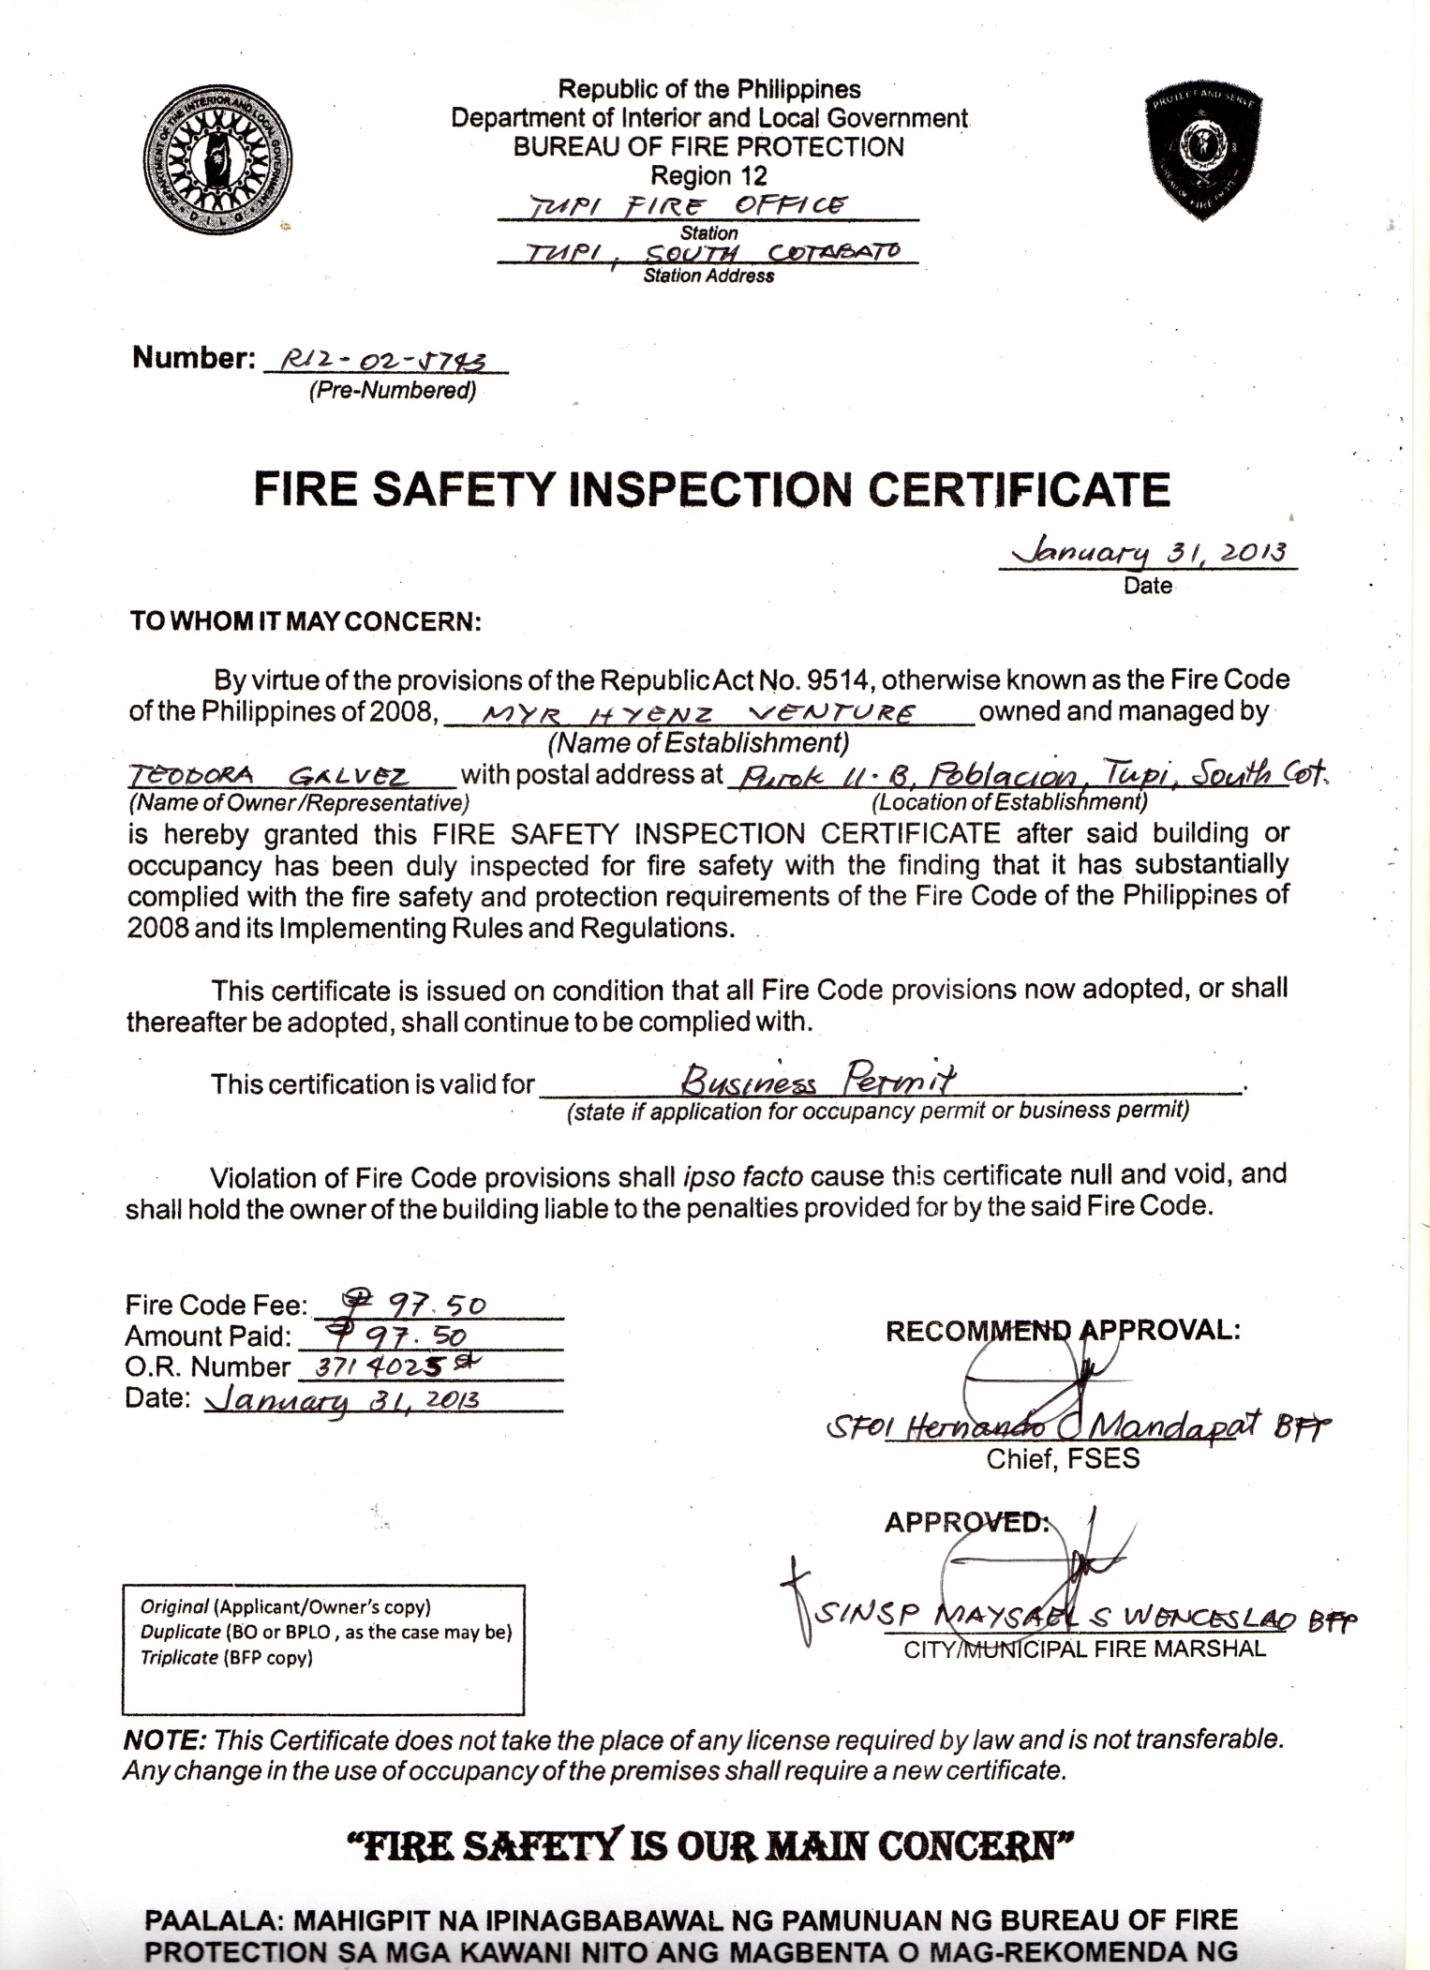 Republic of the Philippines
Department of Interior and Local Government
BUREAU OF FIRE PROTECTION
Region 12
TUPI FIRE OFFICE
Station
TUPI, SOUTH COTABATO
Station Address
DEPARTMENT OF THE INTERIOR AND LOCAL GOVERNMENT
DILG
PROTECT AND SERVE
Number: R12-02-5743
(Pre-Numbered)
FIRE SAFETY INSPECTION CERTIFICATE
January 31, 2013
Date
TO WHOM IT MAY CONCERN:
By virtue of the provisions of the Republic Act No. 9514, otherwise known as the Fire Code
of the Philippines of 2008, MYR HYENZ VENTURE owned and managed by
(Name of Establishment)
TEODORA GALVEZ with postal address at Purok 11-B, Poblacion, Tupi, South Cot.
(Name of Owner/Representative) (Location of Establishment)
is hereby granted this FIRE SAFETY INSPECTION CERTIFICATE after said building or
occupancy has been duly inspected for fire safety with the finding that it has substantially
complied with the fire safety and protection requirements of the Fire Code of the Philippines of
2008 and its Implementing Rules and Regulations.
This certificate is issued on condition that all Fire Code provisions now adopted, or shall
thereafter be adopted, shall continue to be complied with.
This certification is valid for Business Permit.
(state if application for occupancy permit or business permit)
Violation of Fire Code provisions shall ipso facto cause this certificate null and void, and
shall hold the owner of the building liable to the penalties provided for by the said Fire Code.
Fire Code Fee: ₱ 97.50
Amount Paid: ₱ 97.50
O.R. Number 3714025
Date: January 31, 2013
RECOMMEND APPROVAL:
SFO1 Hernando C Mandapat BFP
Chief, FSES
APPROVED:
SINSP MAYSAEL S WENCESLAO BFP
CITY/MUNICIPAL FIRE MARSHAL
Original (Applicant/Owner's copy)
Duplicate (BO or BPLO , as the case may be)
Triplicate (BFP copy)
NOTE: This Certificate does not take the place of any license required by law and is not transferable.
Any change in the use of occupancy of the premises shall require a new certificate.
"FIRE SAFETY IS OUR MAIN CONCERN"
PAALALA: MAHIGPIT NA IPINAGBABAWAL NG PAMUNUAN NG BUREAU OF FIRE
PROTECTION SA MGA KAWANI NITO ANG MAGBENTA O MAG-REKOMENDA NG